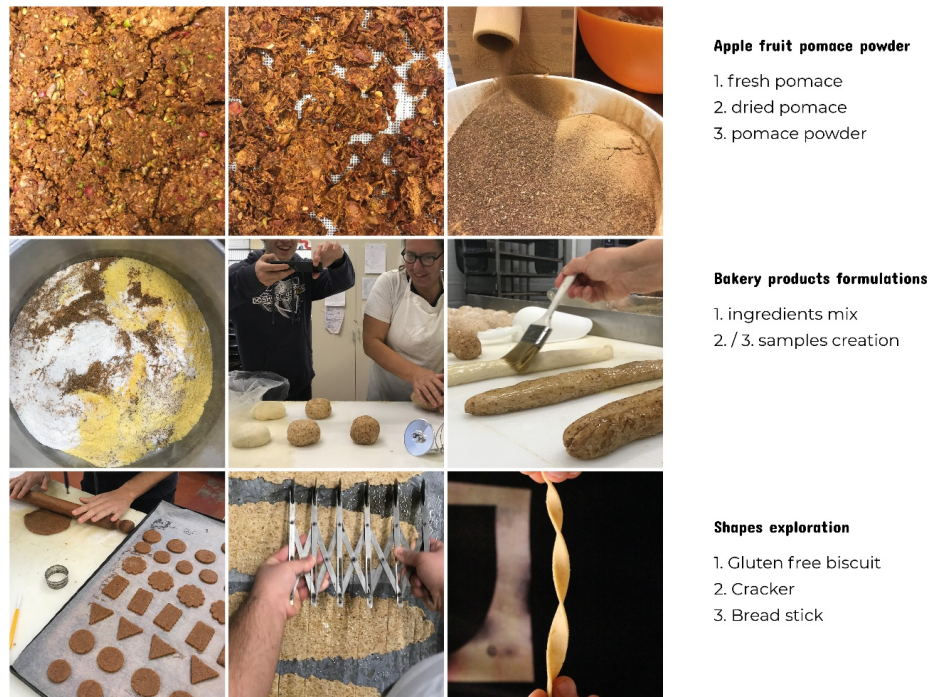 Apple fruit pomace powder
1. fresh pomace
2. dried pomace
3. pomace powder
Bakery products formulations
1. ingredients mix
2. / 3. samples creation
Shapes exploration
1. Gluten free biscuit
2. Cracker
3. Bread stick